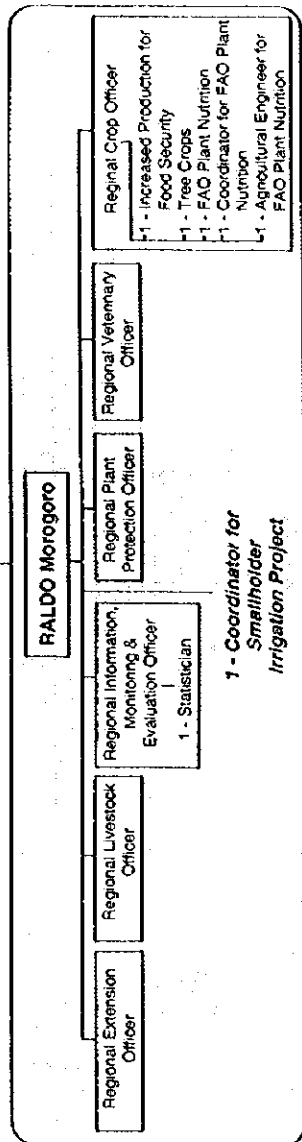 RALDO Morogoro
Regional Extension
Officer
Regional Livestock
Officer
Regional Information,
Monitoring &
Evaluation Officer
1 - Statistician
Regional Plant
Protection Officer
Regional Veterinary
Officer
Reginal Crop Officer
1 - Increased Production for
Food Security
1 - Tree Crops
1 - FAO Plant Nutrition
1 - Coordinator for FAO Plant
Nutrition
1 - Agricultural Engineer for
FAO Plant Nutrition
1 - Coordinator for
Smallholder
Irrigation Project